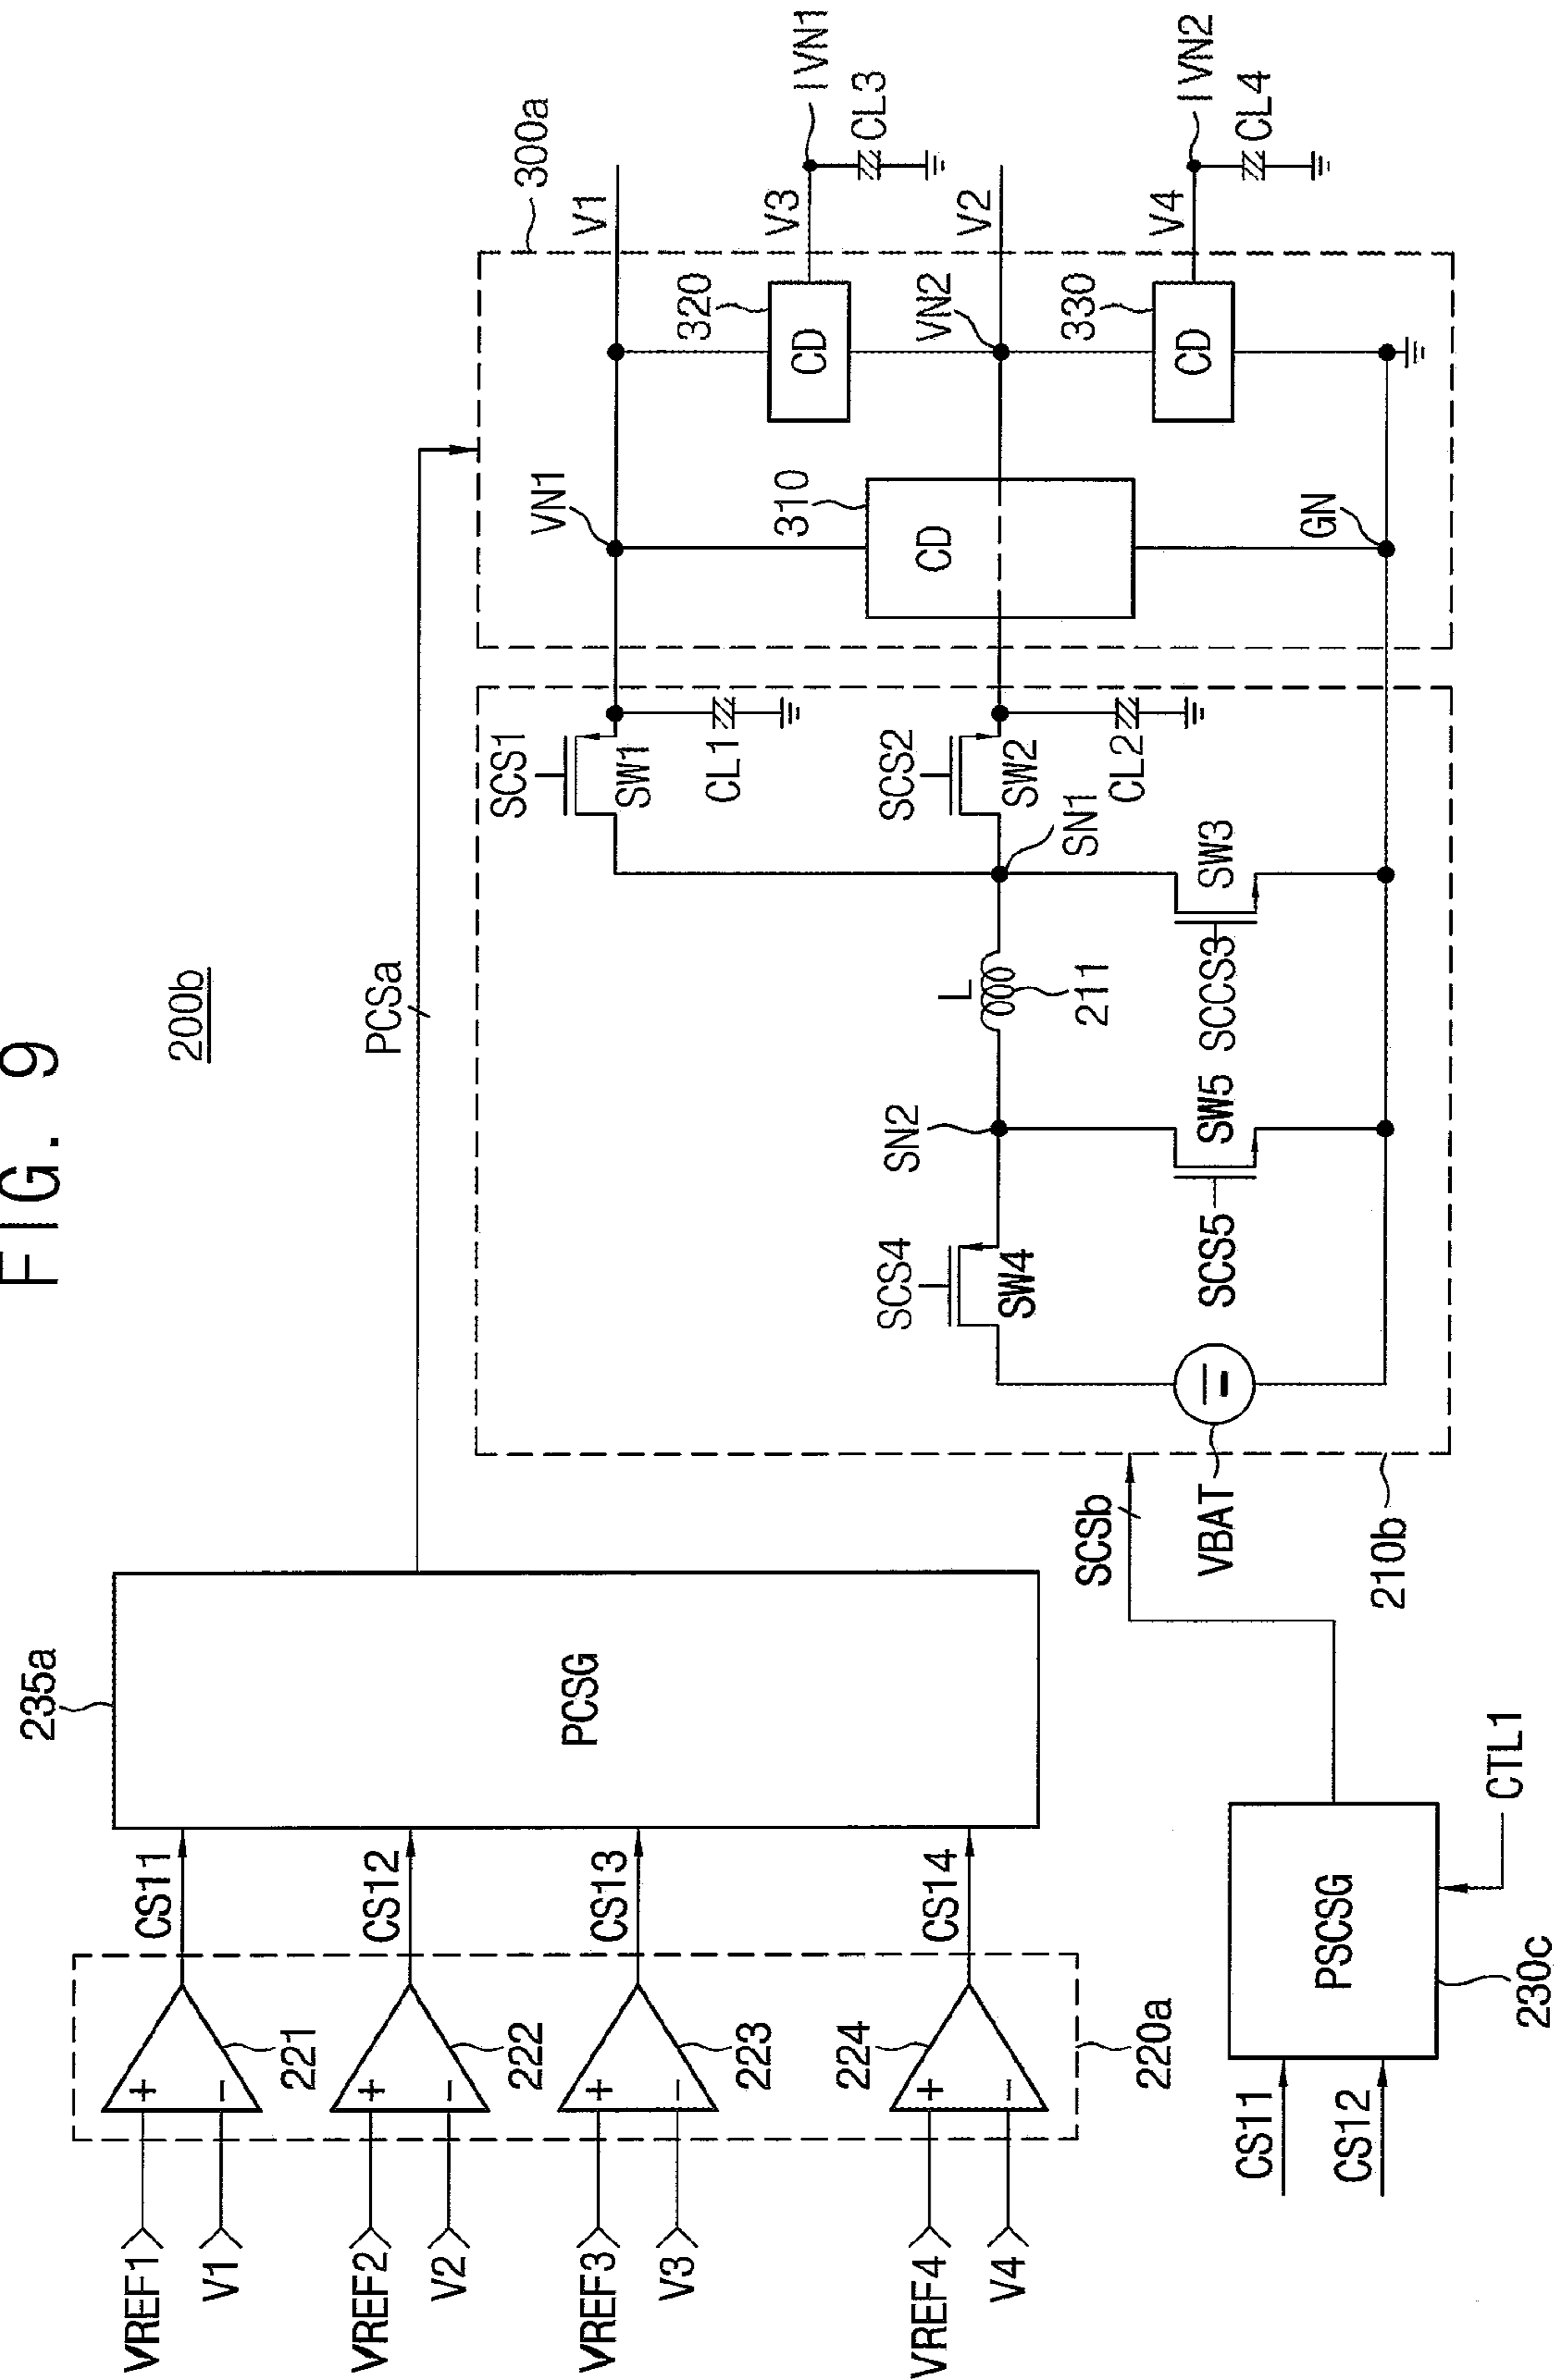 FIG. 9
200b
235a
VREF1
V1
VREF2
V2
VREF3
V3
VREF4
V4
+
-
221
+
-
222
+
-
223
+
-
224
220a
CS11
CS12
CS13
CS14
PCSG
PCSa
CS11
CS12
PSCSG
230c
CTL1
SCSb
VBAT
210b
SCS4
SW4
SN2
SCS5
SW5
L
211
SCS1
SW1
CL1
SCS2
SW2
CL2
SN1
SW3
SCCS3
300a
VN1
310
CD
GN
320
CD
VN2
330
CD
V1
V3
IVN1
CL3
V2
V4
IVN2
CL4